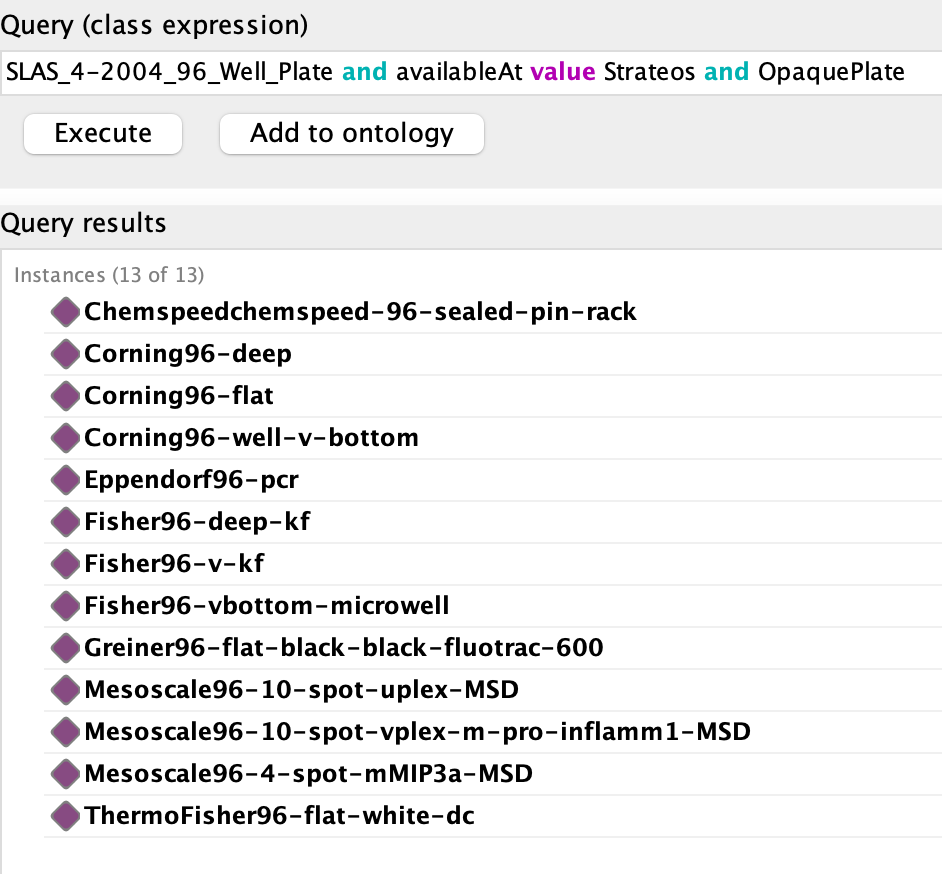 Query (class expression)
SLAS_4-2004_96_Well_Plate and availableAt value Strateos and OpaquePlate
Execute Add to ontology
Query results
Instances (13 of 13)
Chemspeedchemspeed-96-sealed-pin-rack
Corning96-deep
Corning96-flat
Corning96-well-v-bottom
Eppendorf96-pcr
Fisher96-deep-kf
Fisher96-v-kf
Fisher96-vbottom-microwell
Greiner96-flat-black-black-fluotrac-600
Mesoscale96-10-spot-uplex-MSD
Mesoscale96-10-spot-vplex-m-pro-inflamm1-MSD
Mesoscale96-4-spot-mMIP3a-MSD
ThermoFisher96-flat-white-dc